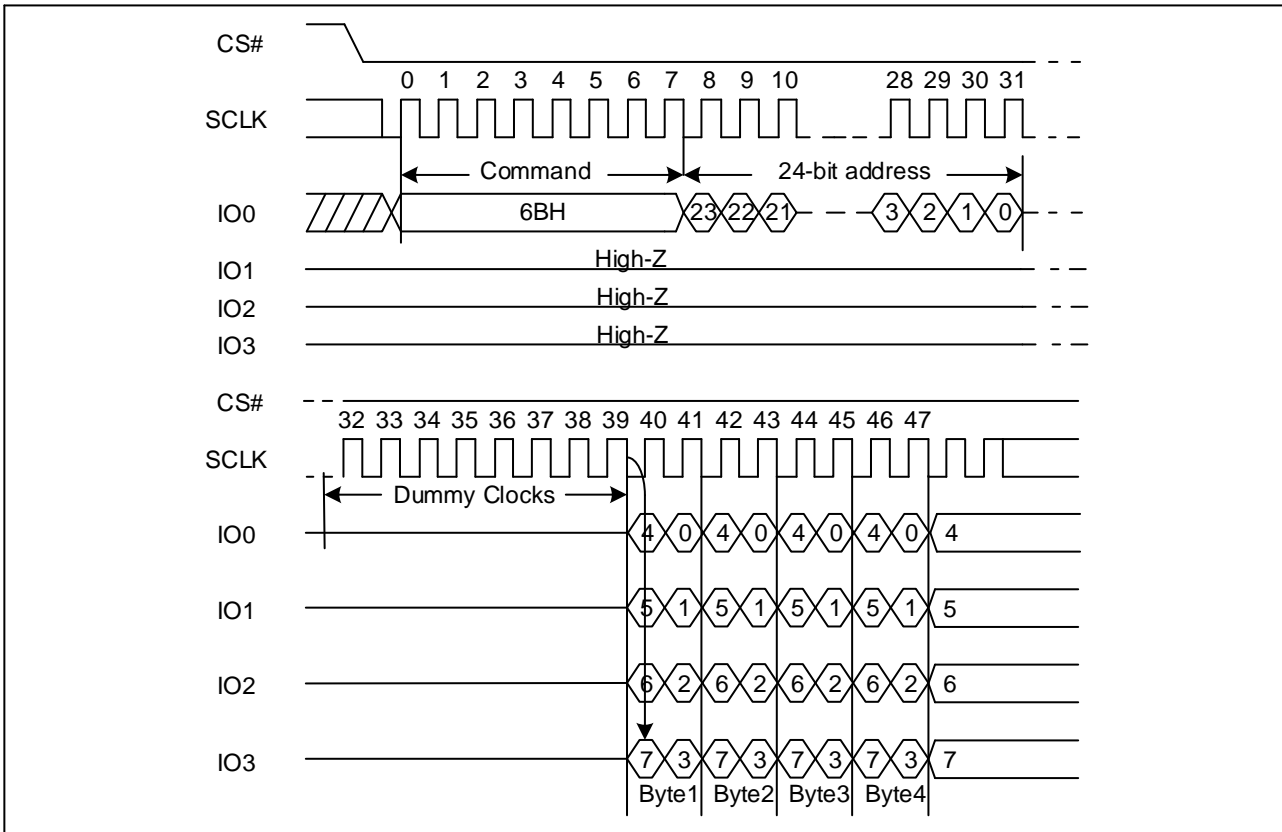 CS#
0 1 2 3 4 5 6 7 8 9 10 28 29 30 31
SCLK
Command 24-bit address
IO0 6BH 23 22 21 3 2 1 0
High-Z
IO1
High-Z
IO2
High-Z
IO3
CS#
32 33 34 35 36 37 38 39 40 41 42 43 44 45 46 47
SCLK
Dummy Clocks
IO0 4 0 4 0 4 0 4 0 4
IO1 5 1 5 1 5 1 5 1 5
IO2 6 2 6 2 6 2 6 2 6
IO3 7 3 7 3 7 3 7 3 7
Byte1 Byte2 Byte3 Byte4